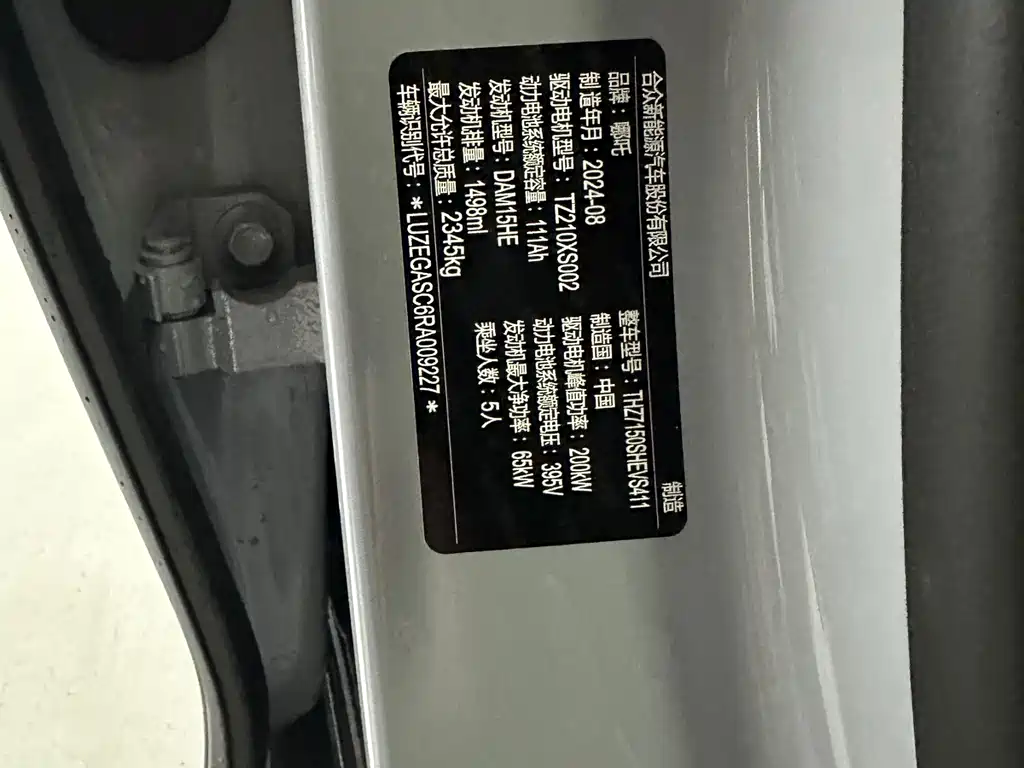 合众新能源汽车股份有限公司 制造
品牌：哪吒 整车型号：THZ7150SHEVS411
制造年月：2024-08 制造国：中国
驱动电机型号：TZ210XS002 驱动电机峰值功率：200kW
动力电池系统额定容量：111Ah 动力电池系统额定电压：395V
发动机型号：DAM15HE 发动机最大净功率：65kW
发动机排量：1498ml 乘坐人数：5人
最大允许总质量：2345kg
车辆识别代号：*LUZEGASC6RA009227*